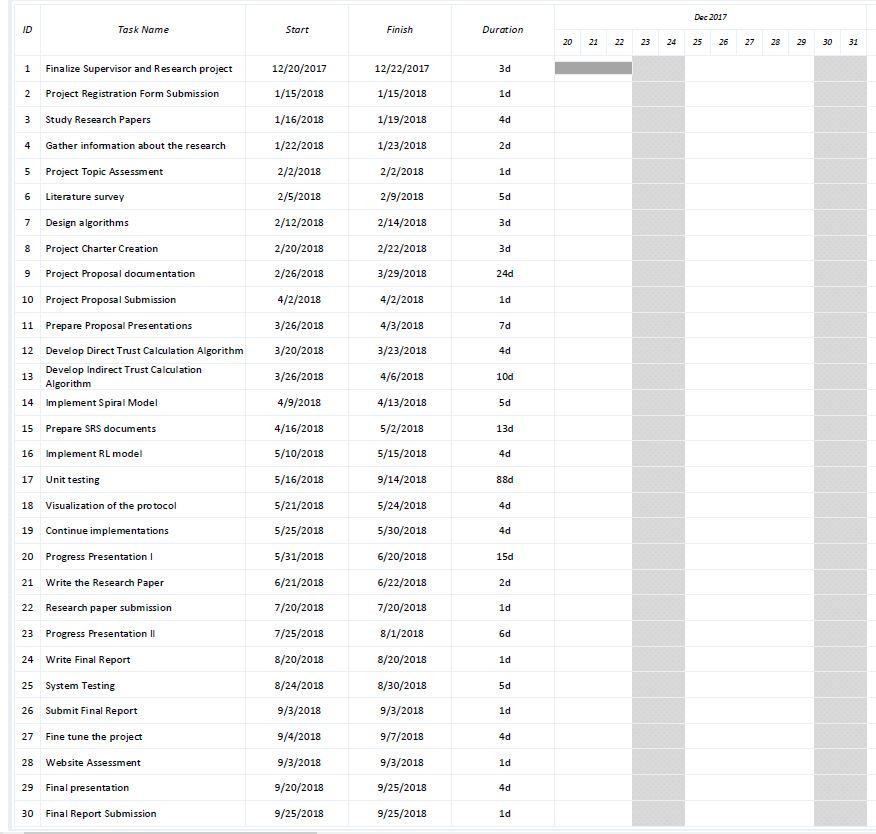 Dec 2017
ID Task Name Start Finish Duration
20 21 22 23 24 25 26 27 28 29 30 31
1 Finalize Supervisor and Research project 12/20/2017 12/22/2017 3d
2 Project Registration Form Submission 1/15/2018 1/15/2018 1d
3 Study Research Papers 1/16/2018 1/19/2018 4d
4 Gather information about the research 1/22/2018 1/23/2018 2d
5 Project Topic Assessment 2/2/2018 2/2/2018 1d
6 Literature survey 2/5/2018 2/9/2018 5d
7 Design algorithms 2/12/2018 2/14/2018 3d
8 Project Charter Creation 2/20/2018 2/22/2018 3d
9 Project Proposal documentation 2/26/2018 3/29/2018 24d
10 Project Proposal Submission 4/2/2018 4/2/2018 1d
11 Prepare Proposal Presentations 3/26/2018 4/3/2018 7d
12 Develop Direct Trust Calculation Algorithm 3/20/2018 3/23/2018 4d
13 Develop Indirect Trust Calculation
Algorithm 3/26/2018 4/6/2018 10d
14 Implement Spiral Model 4/9/2018 4/13/2018 5d
15 Prepare SRS documents 4/16/2018 5/2/2018 13d
16 Implement RL model 5/10/2018 5/15/2018 4d
17 Unit testing 5/16/2018 9/14/2018 88d
18 Visualization of the protocol 5/21/2018 5/24/2018 4d
19 Continue implementations 5/25/2018 5/30/2018 4d
20 Progress Presentation I 5/31/2018 6/20/2018 15d
21 Write the Research Paper 6/21/2018 6/22/2018 2d
22 Research paper submission 7/20/2018 7/20/2018 1d
23 Progress Presentation II 7/25/2018 8/1/2018 6d
24 Write Final Report 8/20/2018 8/20/2018 1d
25 System Testing 8/24/2018 8/30/2018 5d
26 Submit Final Report 9/3/2018 9/3/2018 1d
27 Fine tune the project 9/4/2018 9/7/2018 4d
28 Website Assessment 9/3/2018 9/3/2018 1d
29 Final presentation 9/20/2018 9/25/2018 4d
30 Final Report Submission 9/25/2018 9/25/2018 1d